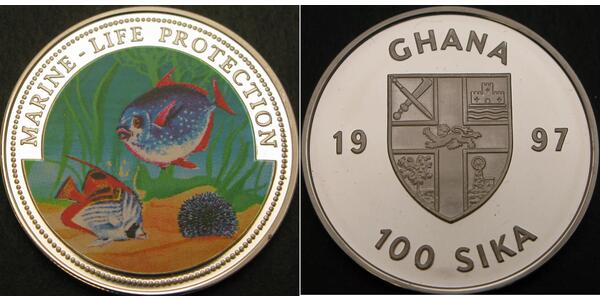 MARINE - LIFE PROTECTION
GHANA
19 97
100 SIKA